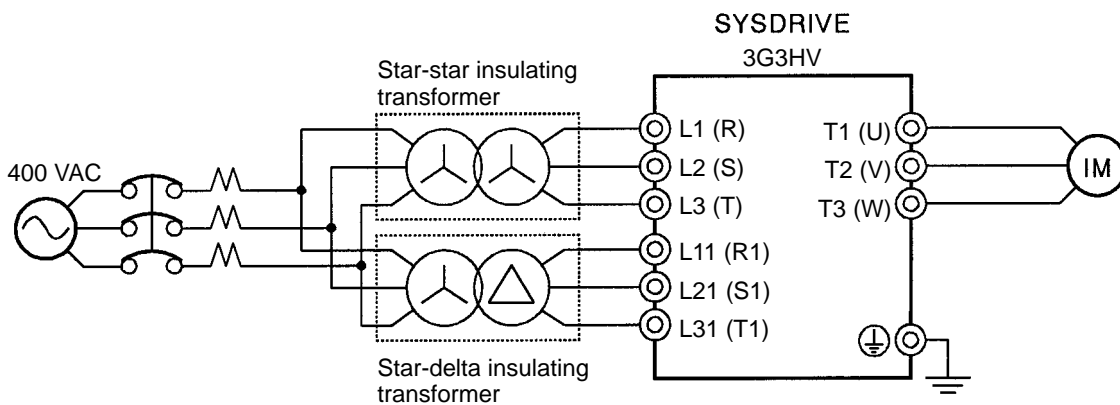 SYSDRIVE
3G3HV
Star-star insulating
transformer
400 VAC
L1 (R)
L2 (S)
L3 (T)
L11 (R1)
L21 (S1)
L31 (T1)
T1 (U)
T2 (V)
T3 (W)
IM
Star-delta insulating
transformer